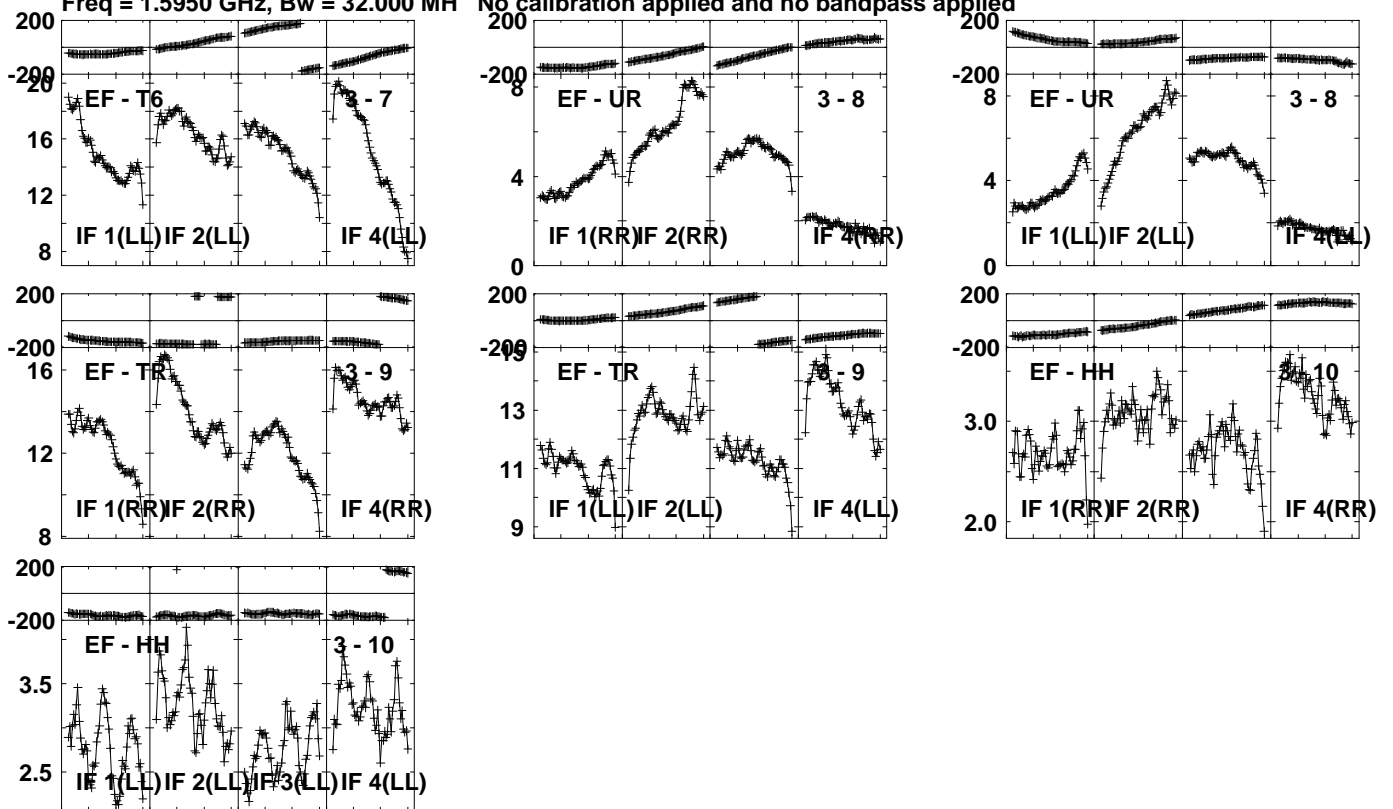 Freq = 1.5950 GHz, Bw = 32.000 MH No calibration applied and no bandpass applied
200
-200
20
16
12
8
EF - T6 3 - 7
IF 1(LL) IF 2(LL) IF 4(LL)
200
-200
8
4
0
EF - UR 3 - 8
IF 1(RR) IF 2(RR) IF 4(RR)
200
-200
8
4
0
EF - UR 3 - 8
IF 1(LL) IF 2(LL) IF 4(LL)
200
-200
16
12
8
EF - TR 3 - 9
IF 1(RR) IF 2(RR) IF 4(RR)
200
-200
15
13
11
9
EF - TR 3 - 9
IF 1(LL) IF 2(LL) IF 4(LL)
200
-200
3.0
2.0
EF - HH 3 - 10
IF 1(RR) IF 2(RR) IF 4(RR)
200
-200
3.5
2.5
EF - HH 3 - 10
IF 1(LL) IF 2(LL) IF 3(LL) IF 4(LL)